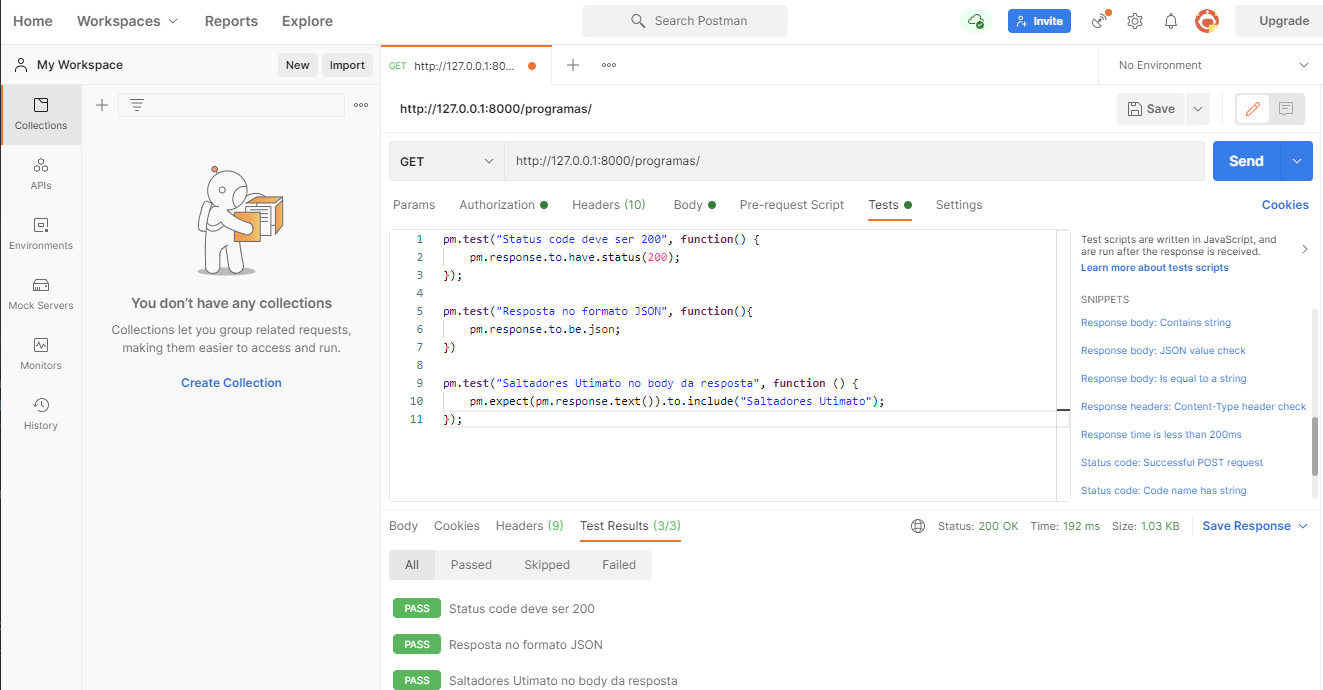 Home Workspaces Reports Explore Search Postman Invite Upgrade
My Workspace New Import
GET http://127.0.0.1:80... No Environment
Collections
APIs
Environments
Mock Servers
Monitors
History
You don't have any collections
Collections let you group related requests,
making them easier to access and run.
Create Collection
http://127.0.0.1:8000/programas/ Save
GET http://127.0.0.1:8000/programas/ Send
Params Authorization Headers (10) Body Pre-request Script Tests Settings Cookies
1 pm.test("Status code deve ser 200", function() {
2 pm.response.to.have.status(200);
3 });
4
5 pm.test("Resposta no formato JSON", function(){
6 pm.response.to.be.json;
7 })
8
9 pm.test("Saltadores Utimato no body da resposta", function () {
10 pm.expect(pm.response.text()).to.include("Saltadores Utimato");
11 });
Test scripts are written in JavaScript, and
are run after the response is received.
Learn more about tests scripts
SNIPPETS
Response body: Contains string
Response body: JSON value check
Response body: Is equal to a string
Response headers: Content-Type header check
Response time is less than 200ms
Status code: Successful POST request
Status code: Code name has string
Body Cookies Headers (9) Test Results (3/3) Status: 200 OK Time: 192 ms Size: 1.03 KB Save Response
All Passed Skipped Failed
PASS Status code deve ser 200
PASS Resposta no formato JSON
PASS Saltadores Utimato no body da resposta